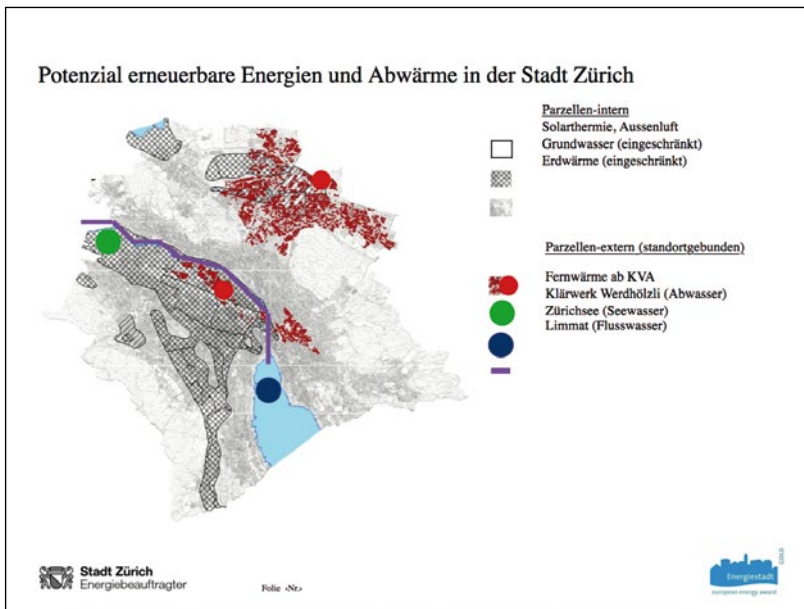 Potenzial erneuerbare Energien und Abwärme in der Stadt Zürich
Parzellen-intern
Solarthermie, Aussenluft
Grundwasser (eingeschränkt)
Erdwärme (eingeschränkt)
Parzellen-extern (standortgebunden)
Fernwärme ab KVA
Klärwerk Werdhölzli (Abwasser)
Zürichsee (Seewasser)
Limmat (Flusswasser)
Stadt Zürich
Energiebeauftragter
Folie ‹Nr.›
Energiestadt
GOLD
european energy award